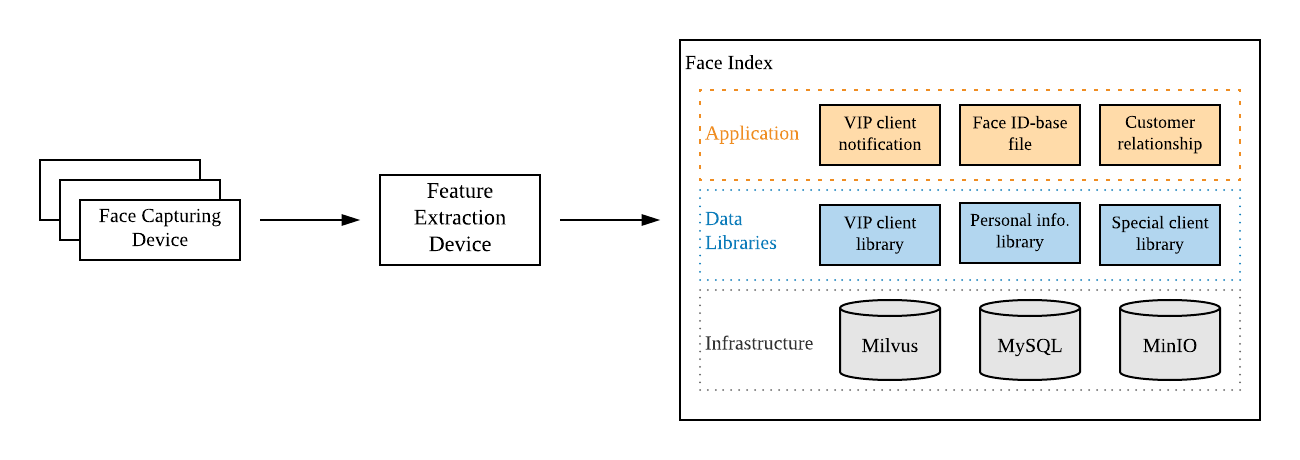 Face Capturing
Device
Feature
Extraction
Device
Face Index
Application
VIP client
notification
Face ID-base
file
Customer
relationship
Data
Libraries
VIP client
library
Personal info.
library
Special client
library
Infrastructure
Milvus
MySQL
MinIO